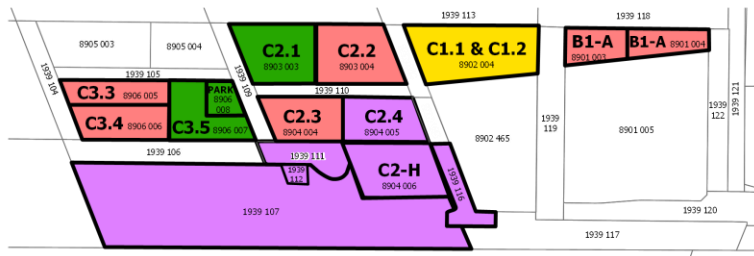 1939 113
1939 118
8905 003
8905 004
C2.1
8903 003
C2.2
8903 004
C1.1 & C1.2
8902 004
B1-A
8901 003
B1-A
8901 004
1939 104
1939 105
1939 109
1939 110
1939 121
1939
122
C3.3 8906 005
PARK
8906
008
C3.4 8906 006
C3.5 8906 007
C2.3
8904 004
C2.4
8904 005
8902 465
1939
119
8901 005
1939 106
1939 111
1939
112
C2-H
8904 006
1939 116
1939 107
1939 120
1939 117